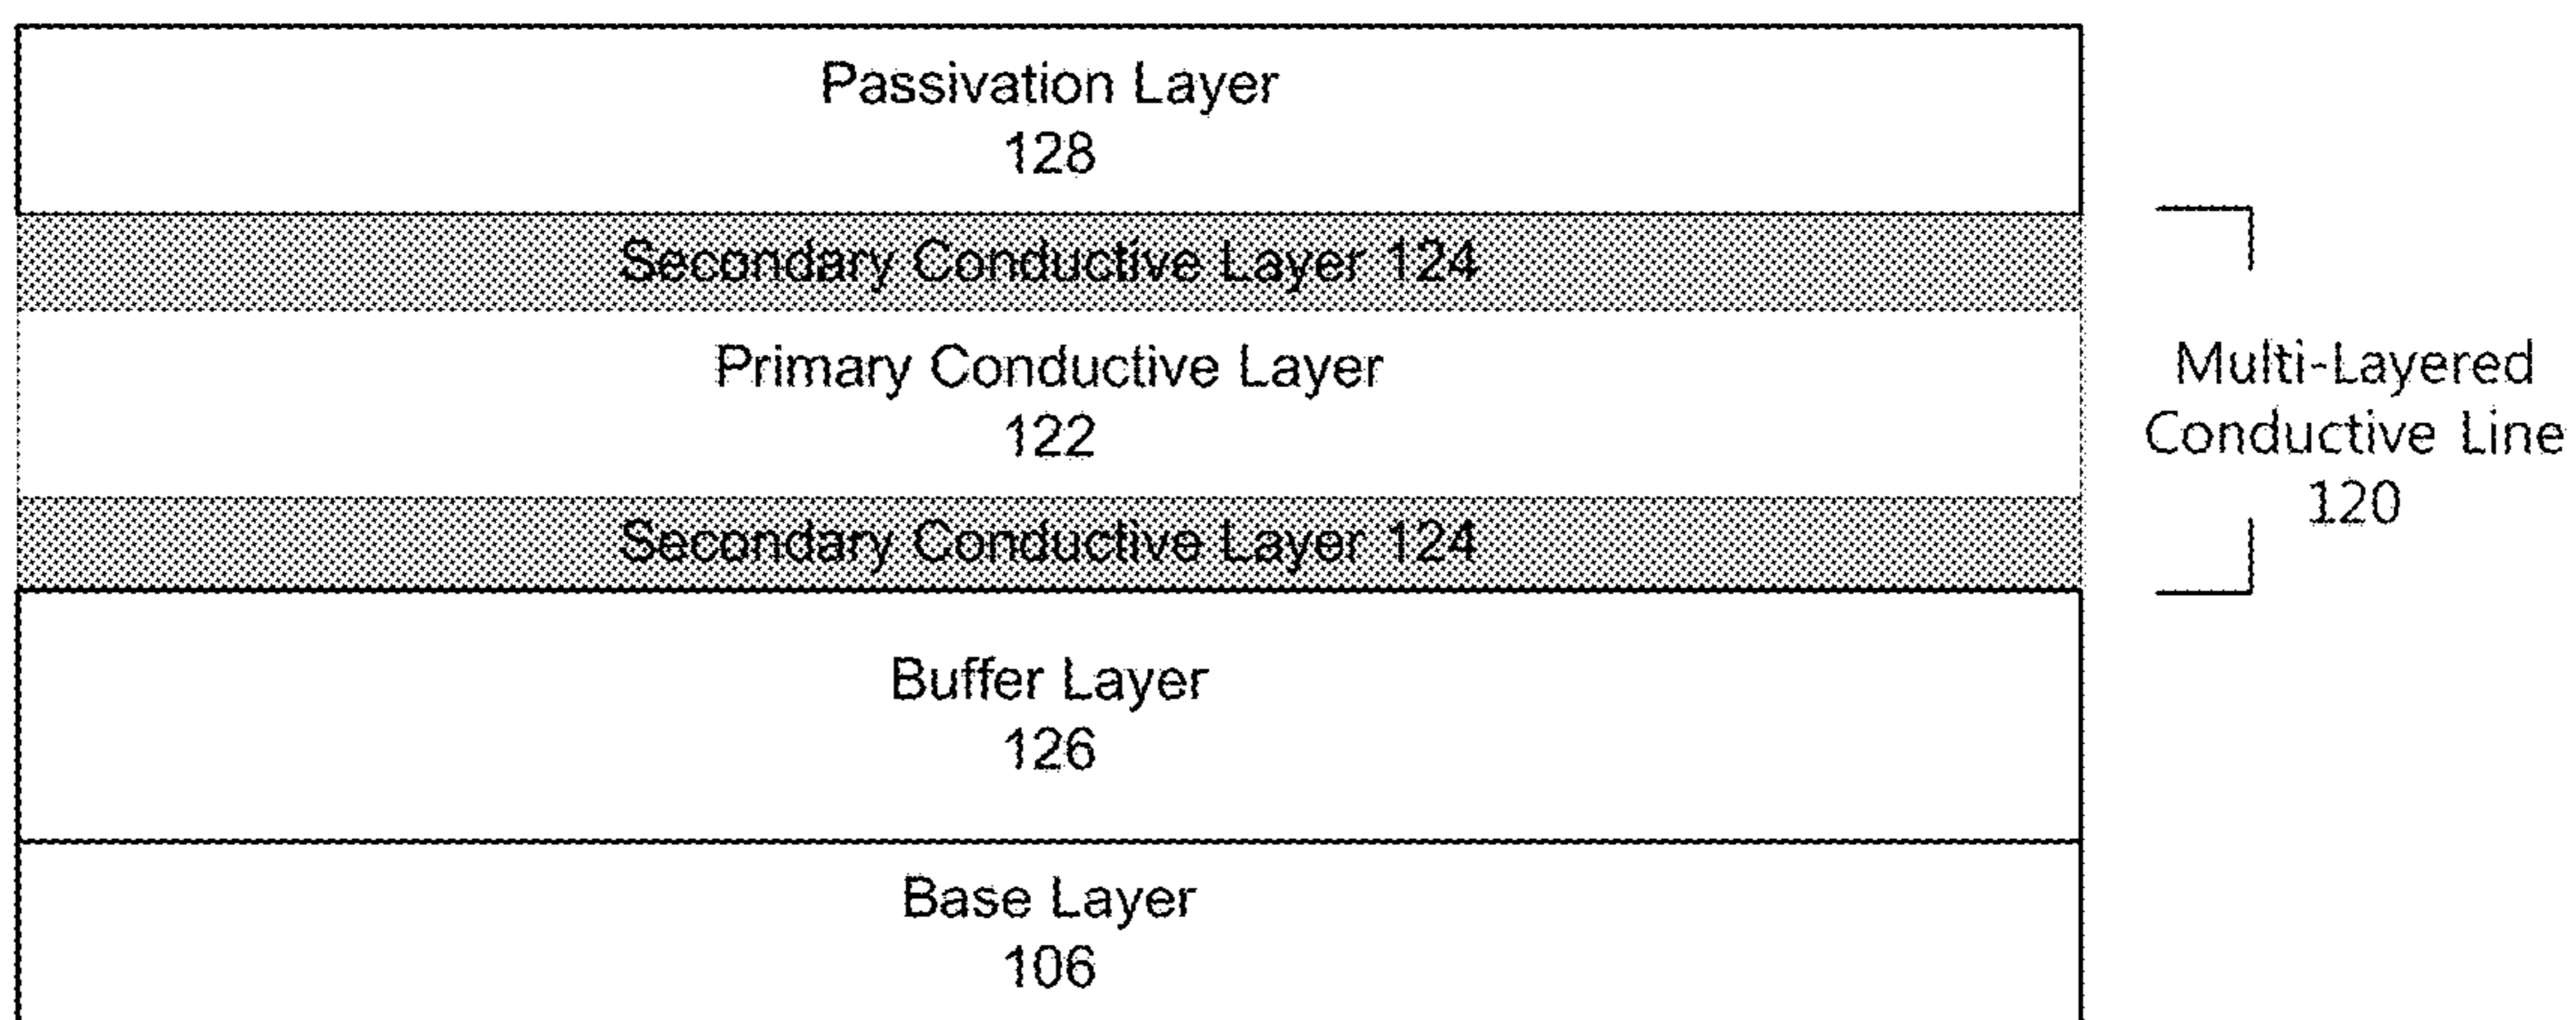 Passivation Layer
128
Secondary Conductive Layer 124
Primary Conductive Layer
122
Secondary Conductive Layer 124
Multi-Layered
Conductive Line
120
Buffer Layer
126
Base Layer
106